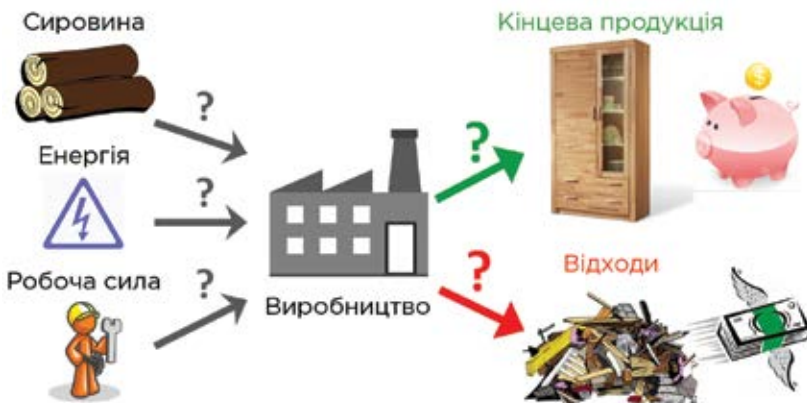 Сировина
?
Енергія
?
Робоча сила
?
Виробництво
?
Кінцева продукція
$
?
Відходи